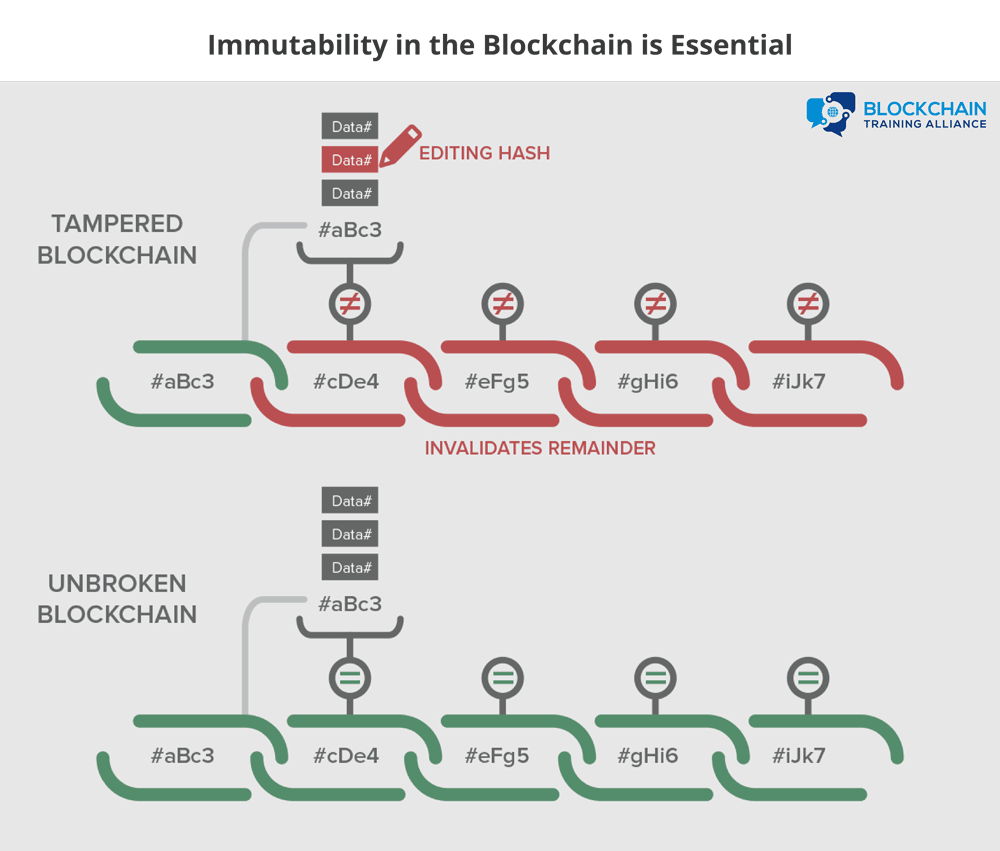 Immutability in the Blockchain is Essential
BLOCKCHAIN
TRAINING ALLIANCE
Data#
Data#
EDITING HASH
Data#
TAMPERED
BLOCKCHAIN
#aBc3
≠ ≠ ≠ ≠
#aBc3 #cDe4 #eFg5 #gHi6 #iJk7
INVALIDATES REMAINDER
Data#
Data#
Data#
UNBROKEN
BLOCKCHAIN
#aBc3
= = = =
#aBc3 #cDe4 #eFg5 #gHi6 #iJk7